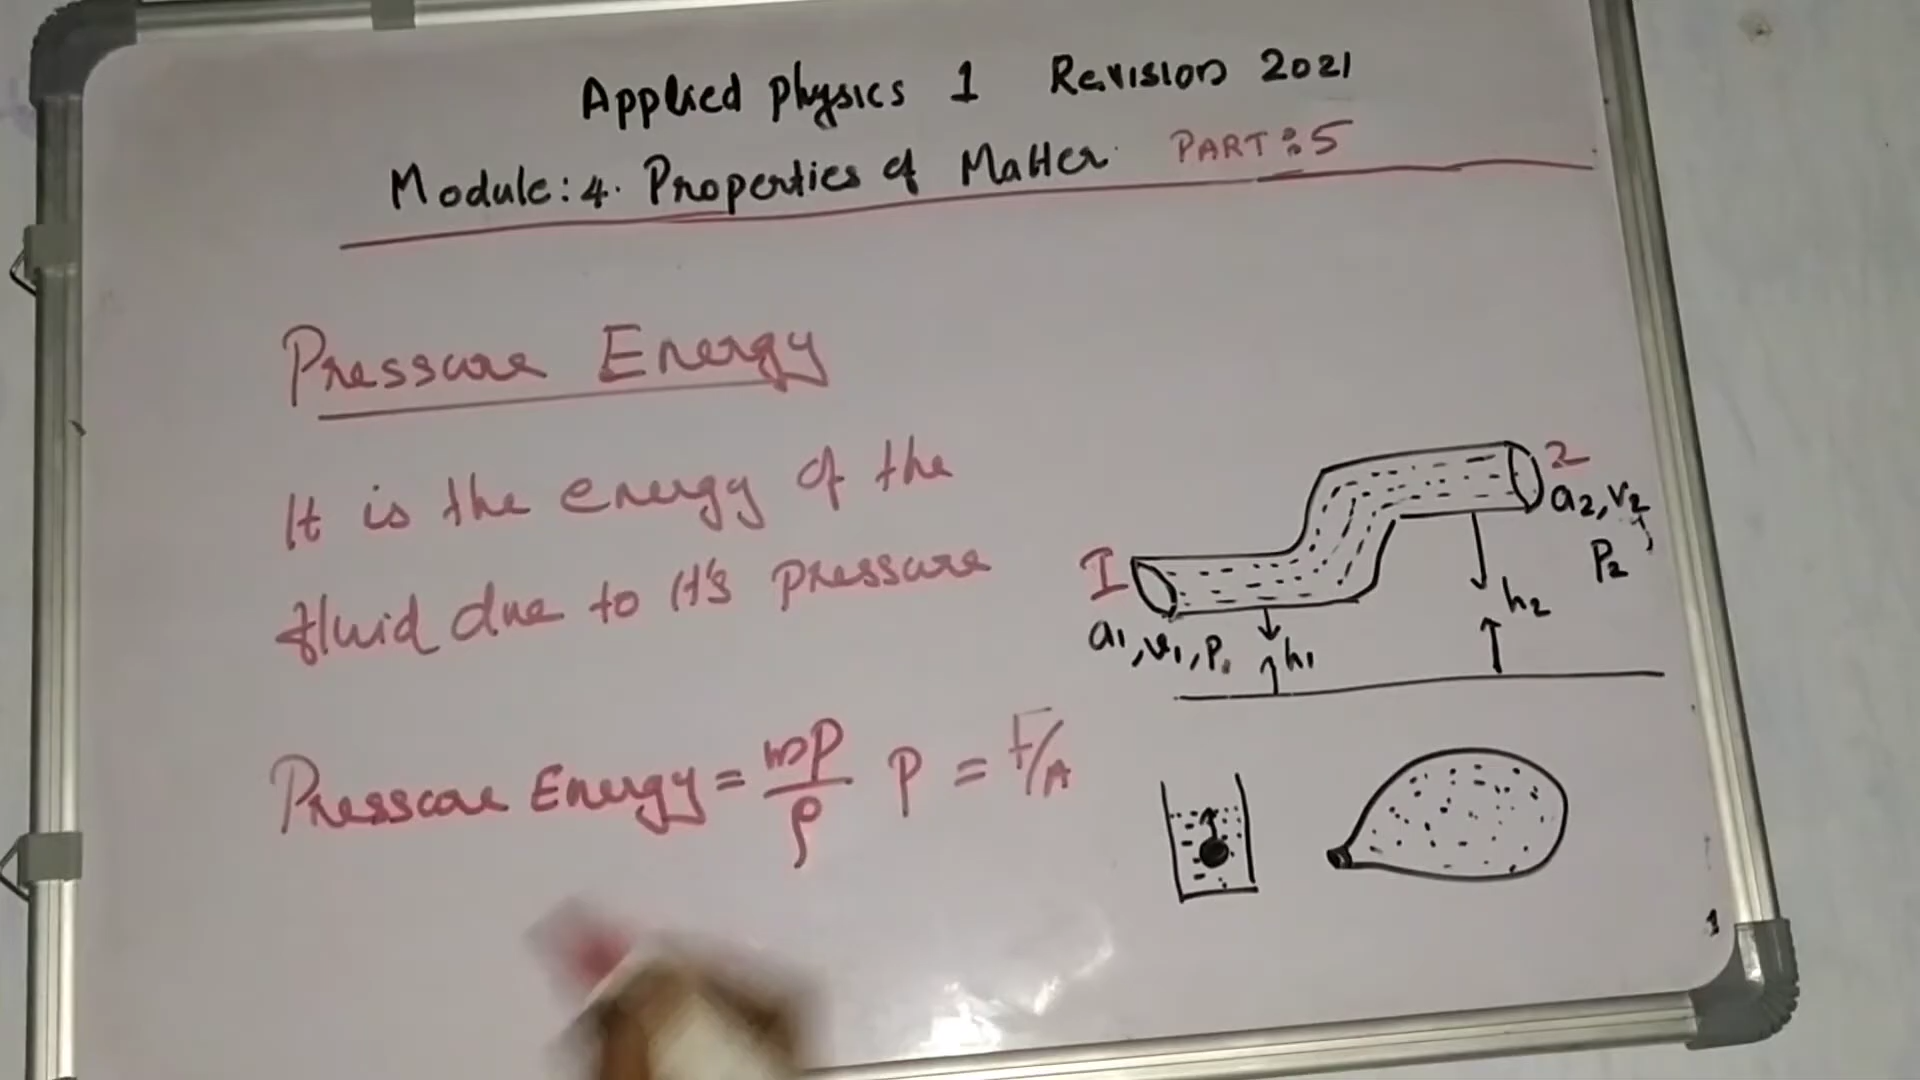 Applied Physics 1 Revision 2021
Module:4. Properties of Matter PART:5
Pressure Energy
It is the energy of the
fluid due to it's pressure
Pressure Energy = mP/ρ P = F/A
I
a1, v1, P1
h1
2
a2, v2,
P2
h2
1